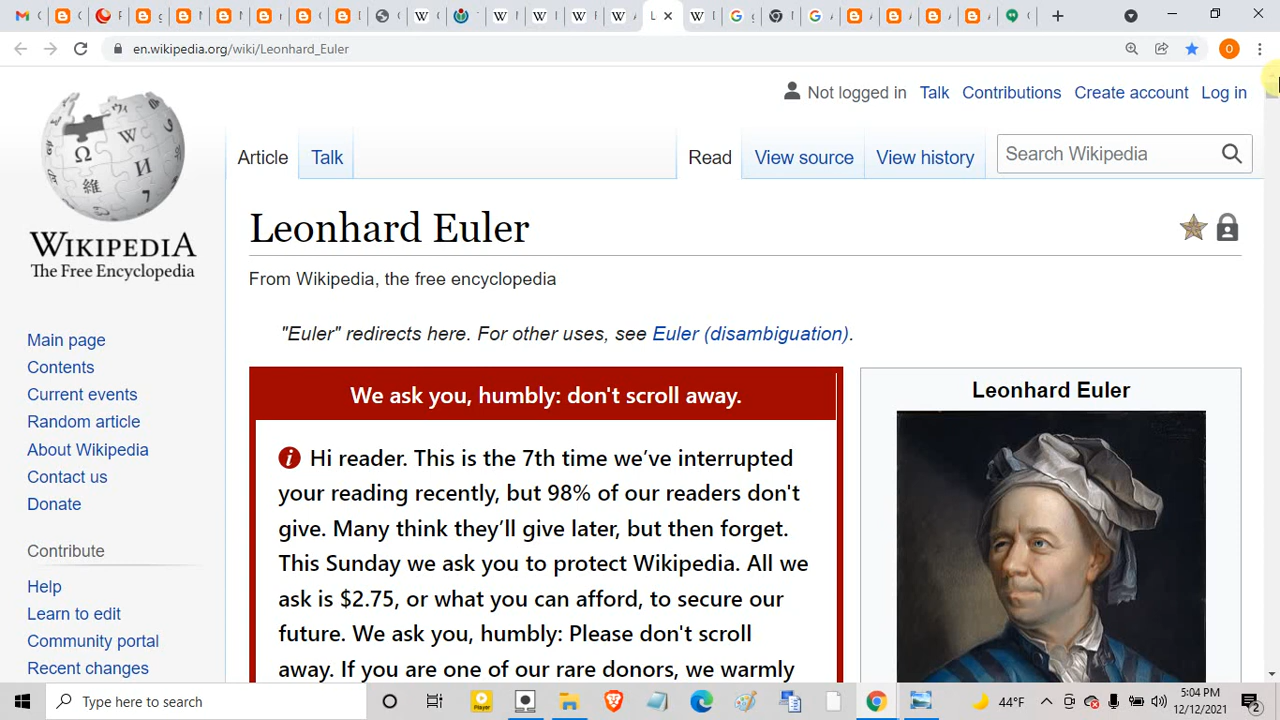 en.wikipedia.org/wiki/Leonhard_Euler
Not logged in Talk Contributions Create account Log in
Article Talk Read View source View history Search Wikipedia
WIKIPEDIA
The Free Encyclopedia
Leonhard Euler
From Wikipedia, the free encyclopedia
"Euler" redirects here. For other uses, see Euler (disambiguation).
Main page
Contents
Current events
Random article
About Wikipedia
Contact us
Donate
Contribute
Help
Learn to edit
Community portal
Recent changes
We ask you, humbly: don't scroll away.
Hi reader. This is the 7th time we’ve interrupted
your reading recently, but 98% of our readers don't
give. Many think they’ll give later, but then forget.
This Sunday we ask you to protect Wikipedia. All we
ask is $2.75, or what you can afford, to secure our
future. We ask you, humbly: Please don't scroll
away. If you are one of our rare donors, we warmly
Leonhard Euler
Type here to search
44°F
5:04 PM
12/12/2021